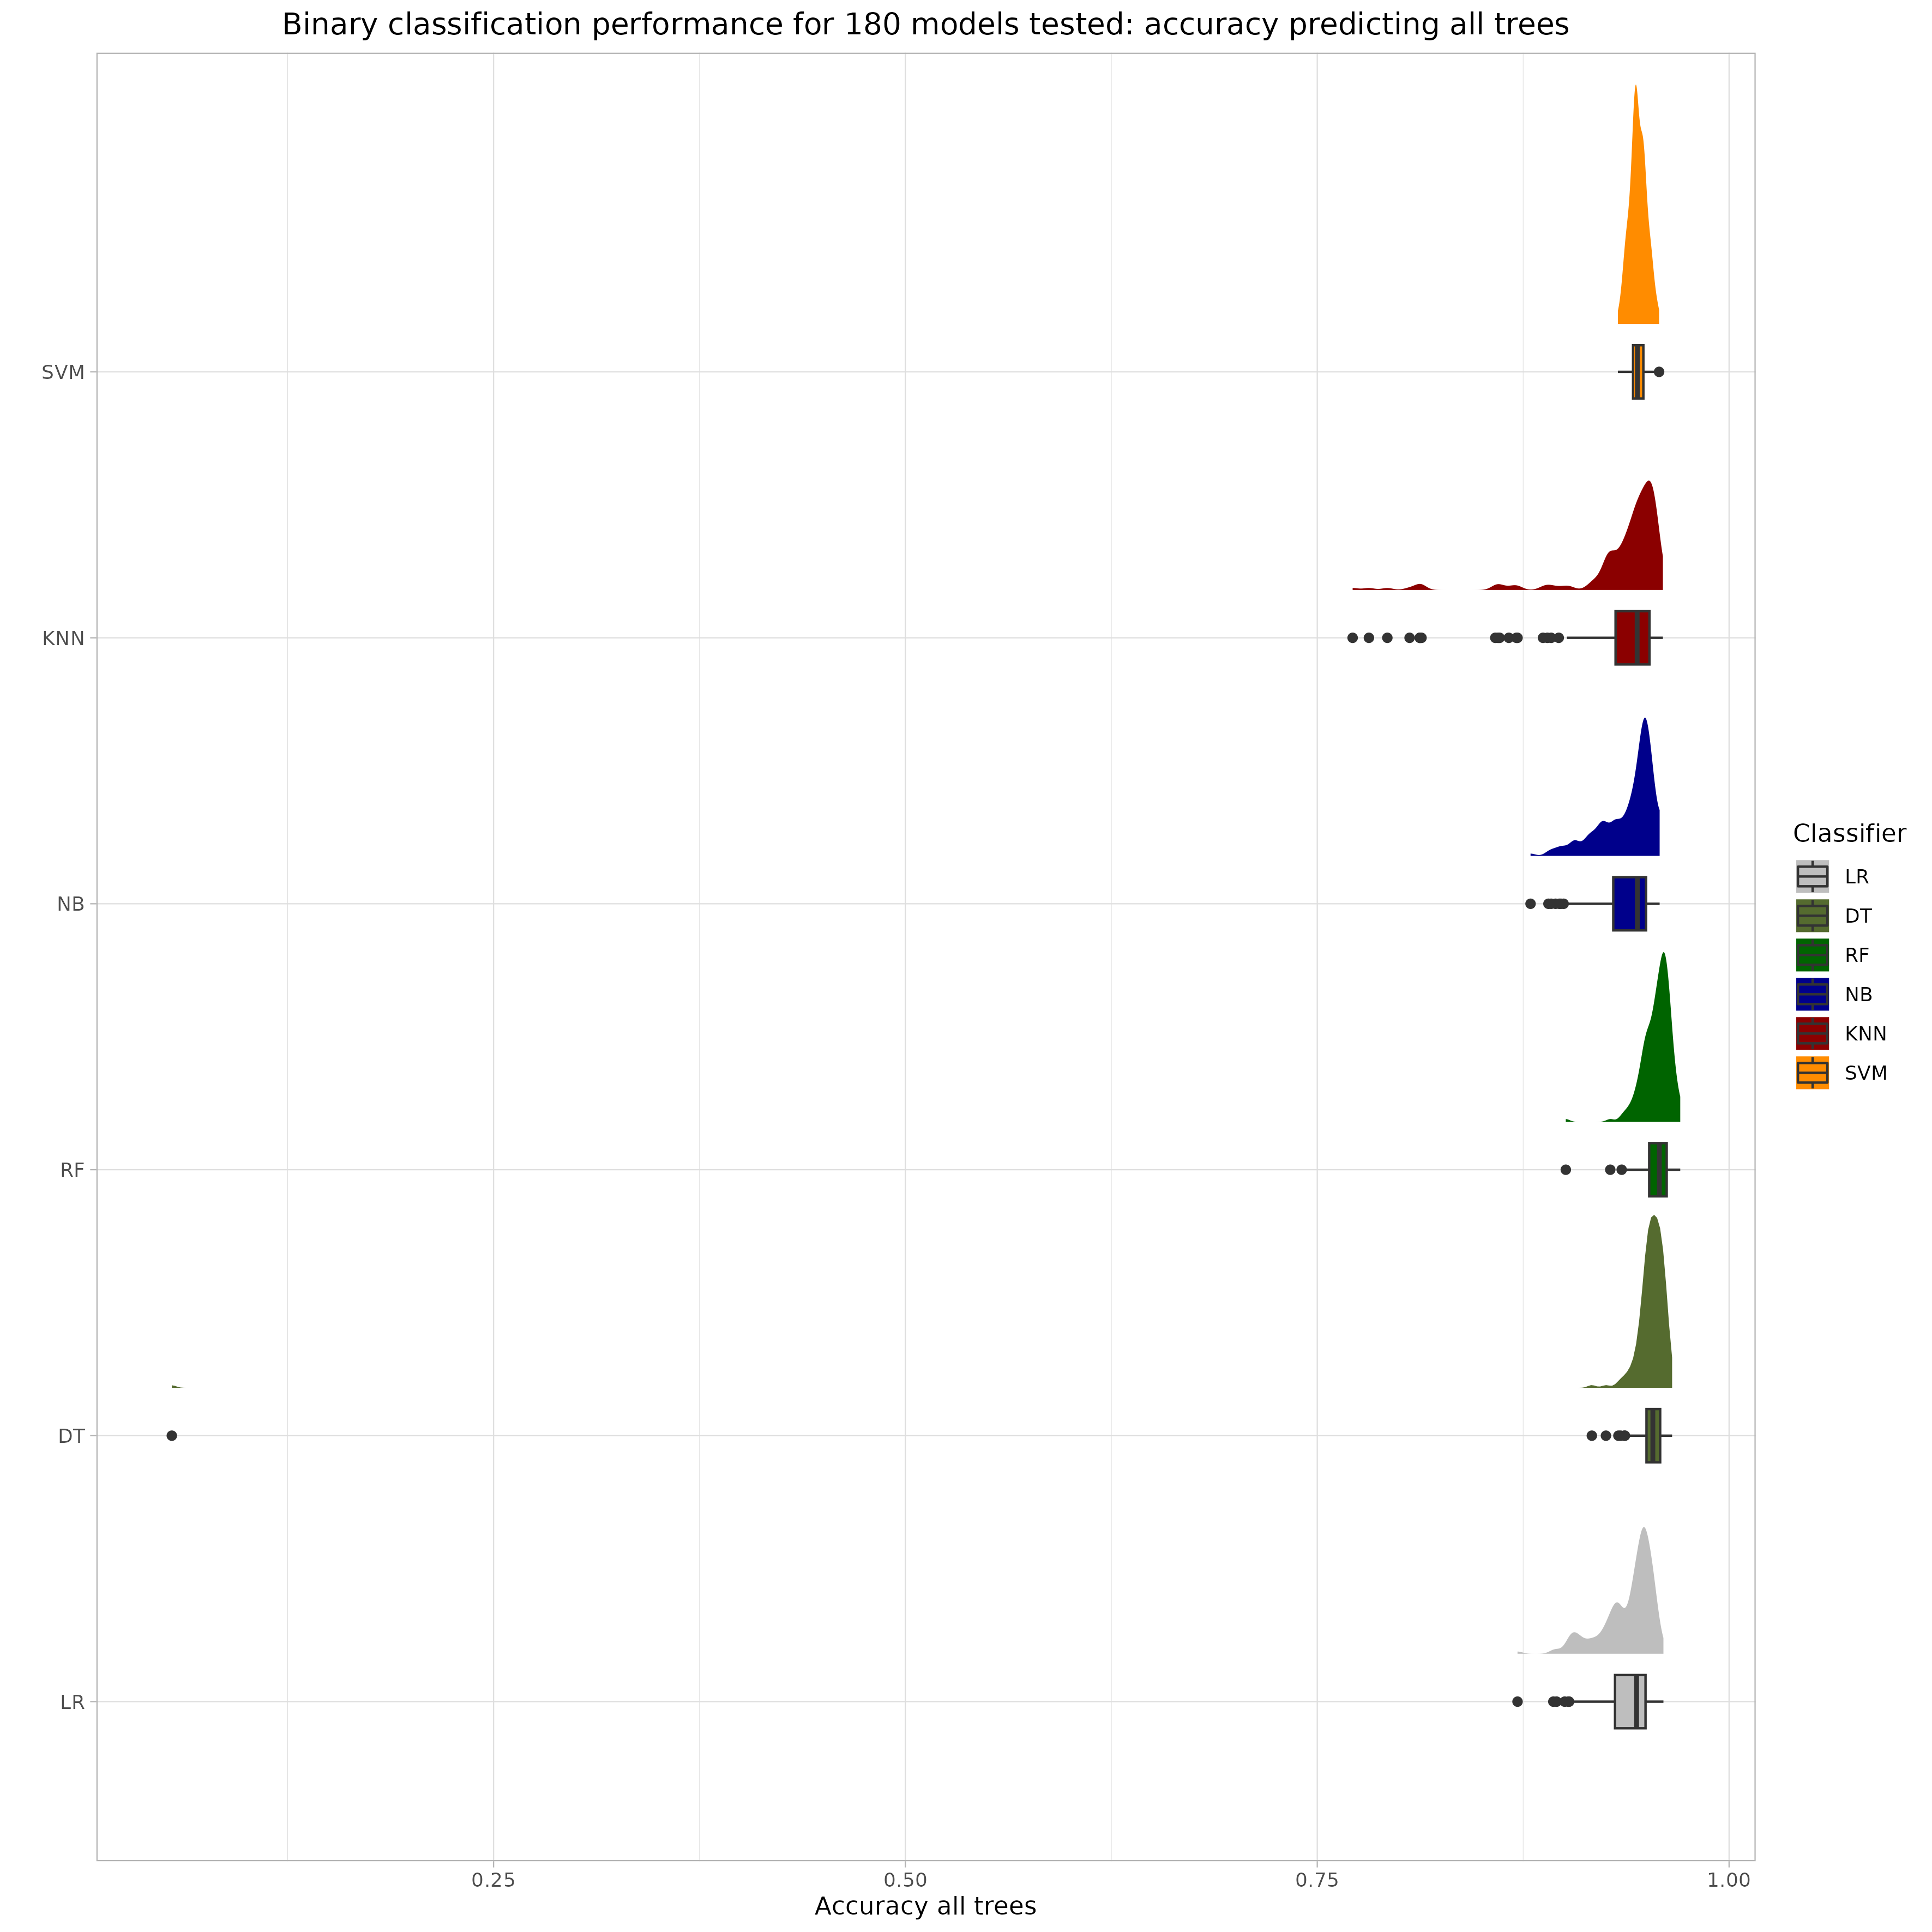 Binary classification performance for 180 models tested: accuracy predicting all trees
SVM
KNN
NB
RF
DT
LR
0.25 0.50 0.75 1.00
Accuracy all trees
Classifier
LR
DT
RF
NB
KNN
SVM